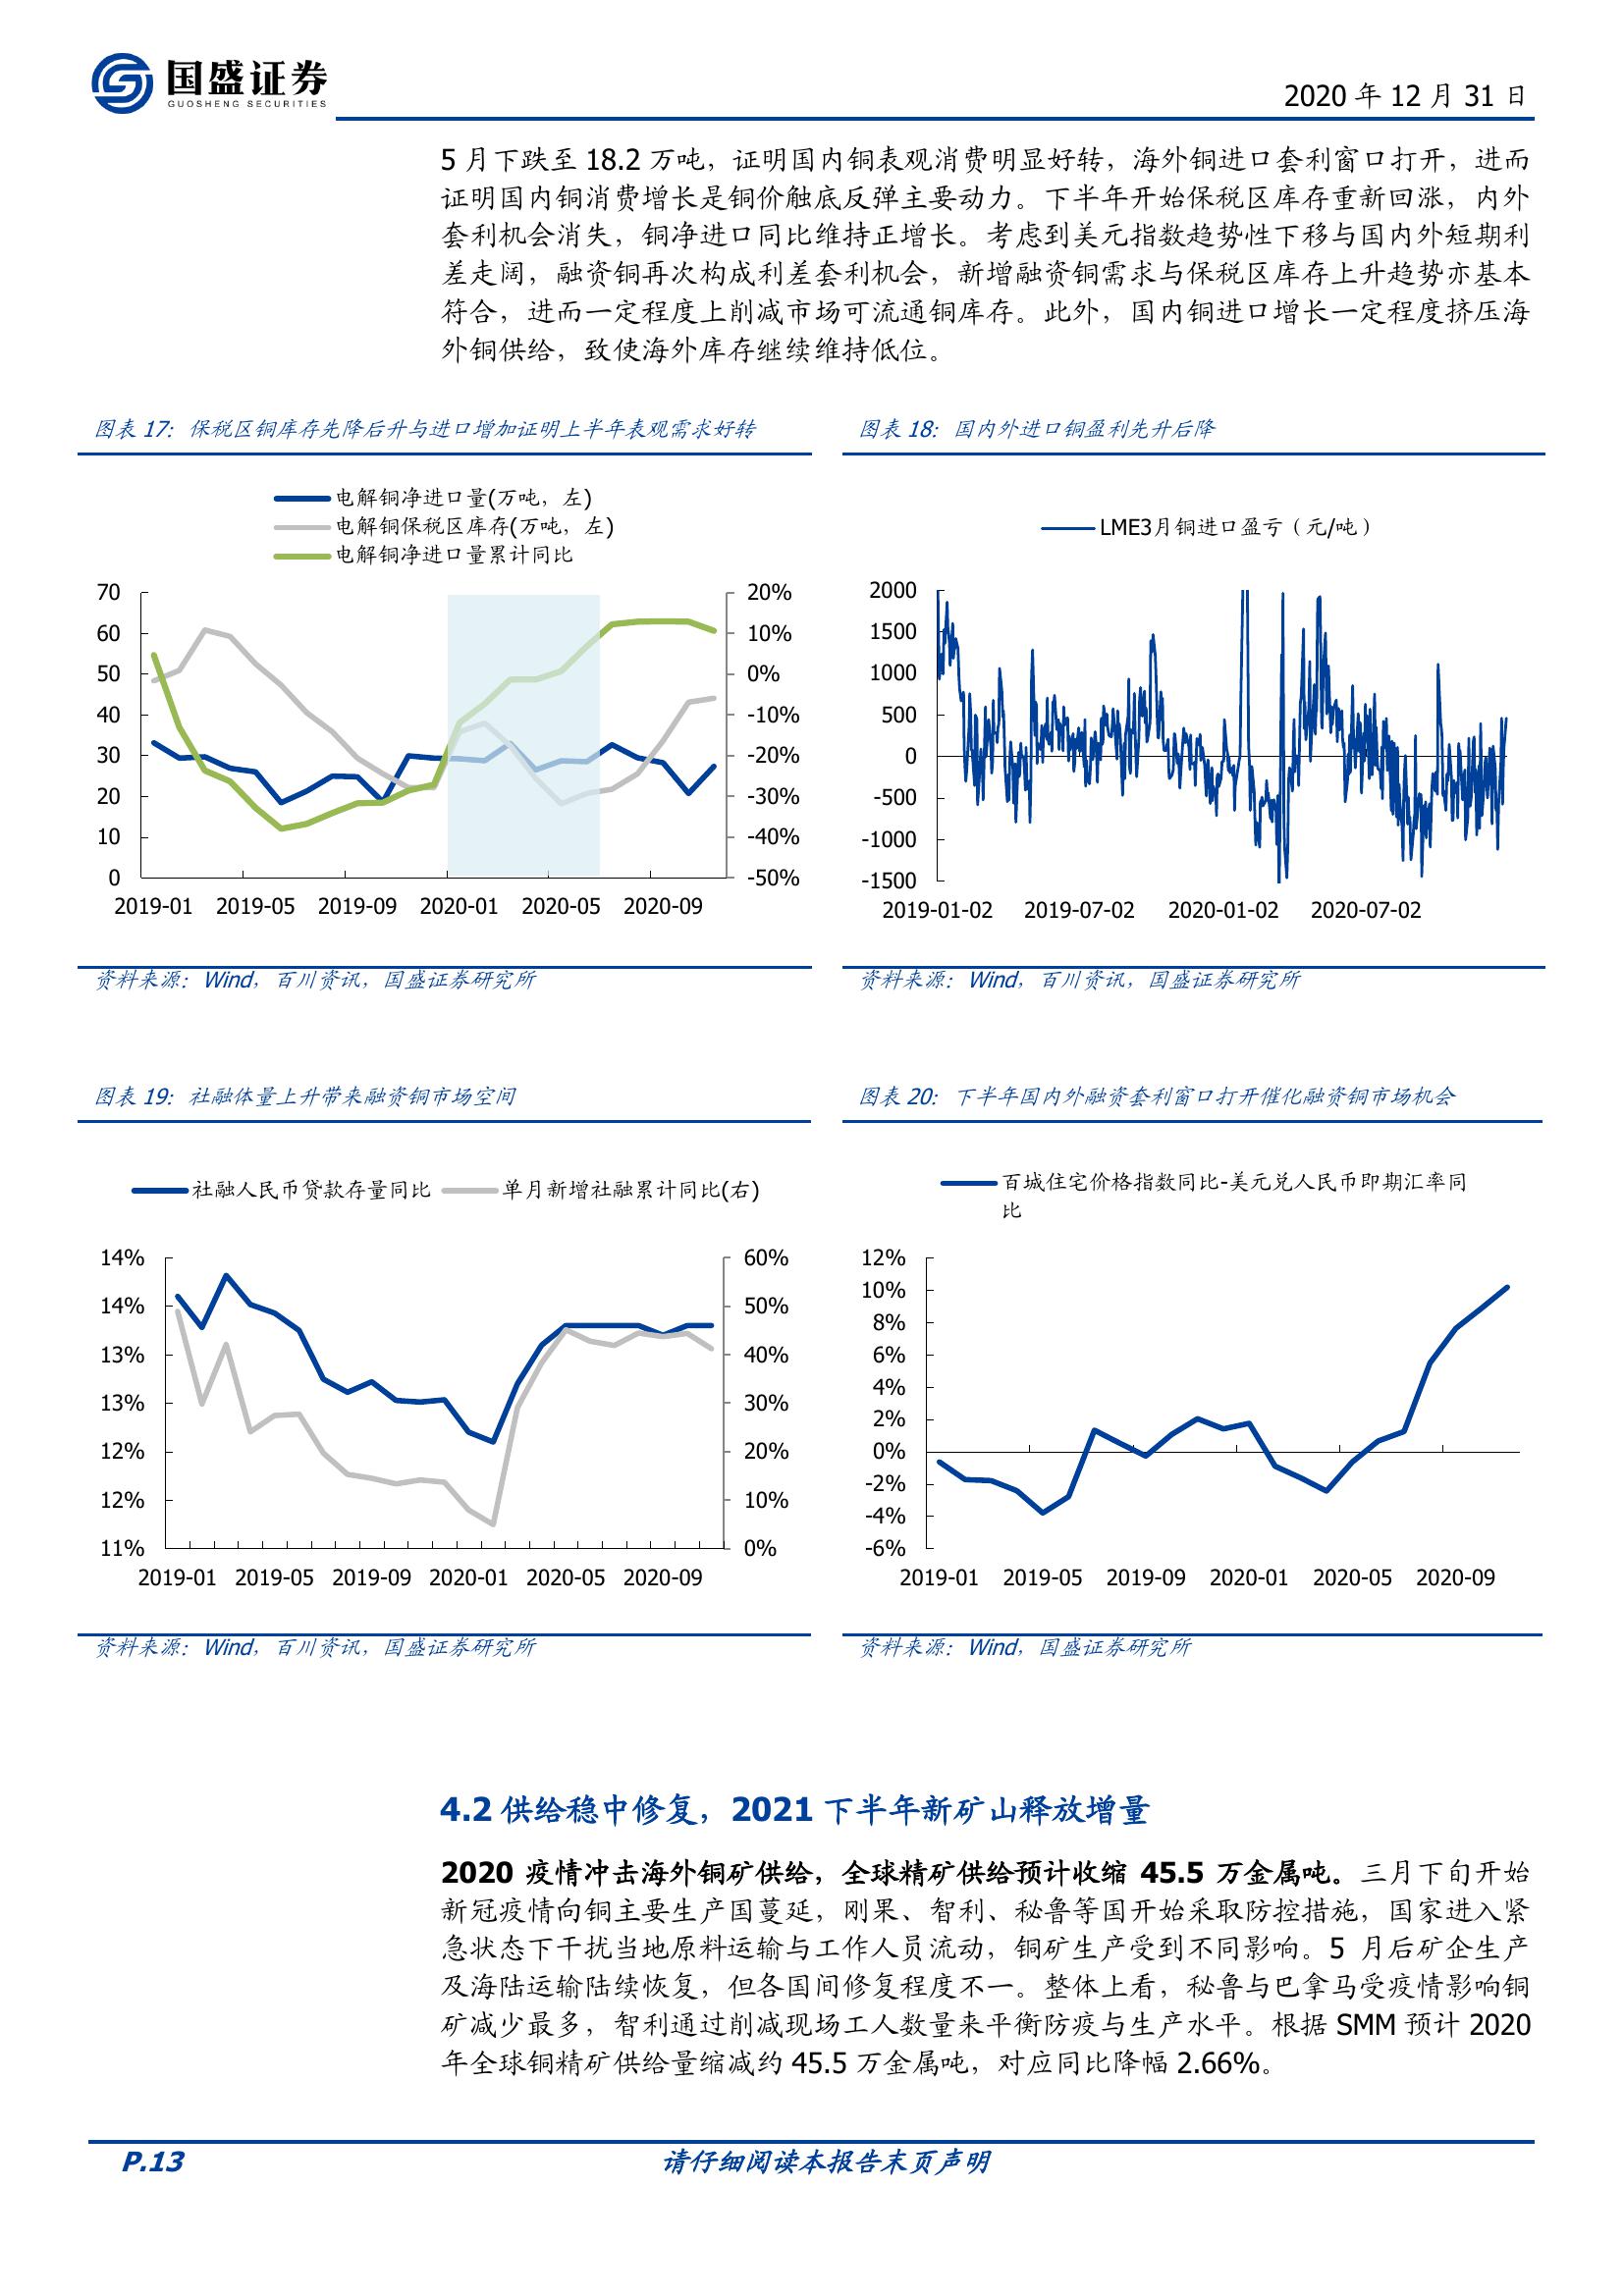 国盛证券
GUOSHENG SECURITIES
2020 年 12 月 31 日
5 月下跌至 18.2 万吨，证明国内铜表观消费明显好转，海外铜进口套利窗口打开，进而
证明国内铜消费增长是铜价触底反弹主要动力。下半年开始保税区库存重新回涨，内外
套利机会消失，铜净进口同比维持正增长。考虑到美元指数趋势性下移与国内外短期利
差走阔，融资铜再次构成利差套利机会，新增融资铜需求与保税区库存上升趋势亦基本
符合，进而一定程度上削减市场可流通铜库存。此外，国内铜进口增长一定程度挤压海
外铜供给，致使海外库存继续维持低位。
图表 17：保税区铜库存先降后升与进口增加证明上半年表观需求好转
电解铜净进口量(万吨，左)
电解铜保税区库存(万吨，左)
电解铜净进口量累计同比
70
60
50
40
30
20
10
0
20%
10%
0%
-10%
-20%
-30%
-40%
-50%
2019-01 2019-05 2019-09 2020-01 2020-05 2020-09
资料来源：Wind，百川资讯，国盛证券研究所
图表 18：国内外进口铜盈利先升后降
LME3月铜进口盈亏（元/吨）
2000
1500
1000
500
0
-500
-1000
-1500
2019-01-02 2019-07-02 2020-01-02 2020-07-02
资料来源：Wind，百川资讯，国盛证券研究所
图表 19：社融体量上升带来融资铜市场空间
社融人民币贷款存量同比 单月新增社融累计同比(右)
14%
14%
13%
13%
12%
12%
11%
60%
50%
40%
30%
20%
10%
0%
2019-01 2019-05 2019-09 2020-01 2020-05 2020-09
资料来源：Wind，百川资讯，国盛证券研究所
图表 20：下半年国内外融资套利窗口打开催化融资铜市场机会
百城住宅价格指数同比-美元兑人民币即期汇率同
比
12%
10%
8%
6%
4%
2%
0%
-2%
-4%
-6%
2019-01 2019-05 2019-09 2020-01 2020-05 2020-09
资料来源：Wind，国盛证券研究所
4.2 供给稳中修复，2021 下半年新矿山释放增量
2020 疫情冲击海外铜矿供给，全球精矿供给预计收缩 45.5 万金属吨。三月下旬开始
新冠疫情向铜主要生产国蔓延，刚果、智利、秘鲁等国开始采取防控措施，国家进入紧
急状态下干扰当地原料运输与工作人员流动，铜矿生产受到不同影响。5 月后矿企生产
及海陆运输陆续恢复，但各国间修复程度不一。整体上看，秘鲁与巴拿马受疫情影响铜
矿减少最多，智利通过削减现场工人数量来平衡防疫与生产水平。根据 SMM 预计 2020
年全球铜精矿供给量缩减约 45.5 万金属吨，对应同比降幅 2.66%。
P.13
请仔细阅读本报告末页声明